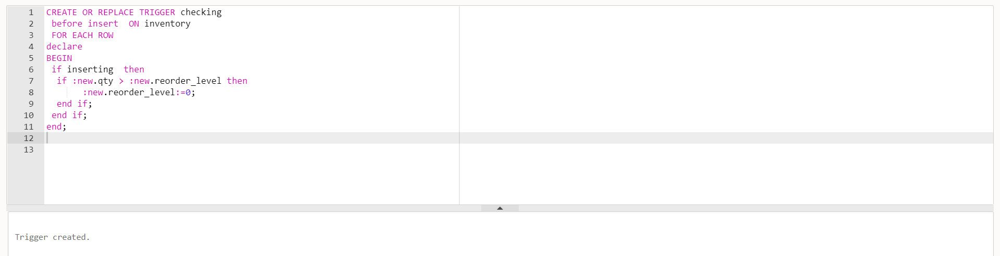 1 CREATE OR REPLACE TRIGGER checking
2 before insert  ON inventory
3 FOR EACH ROW
4 declare
5 BEGIN
6 if inserting  then
7 if :new.qty > :new.reorder_level then
8 :new.reorder_level:=0;
9 end if;
10 end if;
11 end;
12
13
Trigger created.